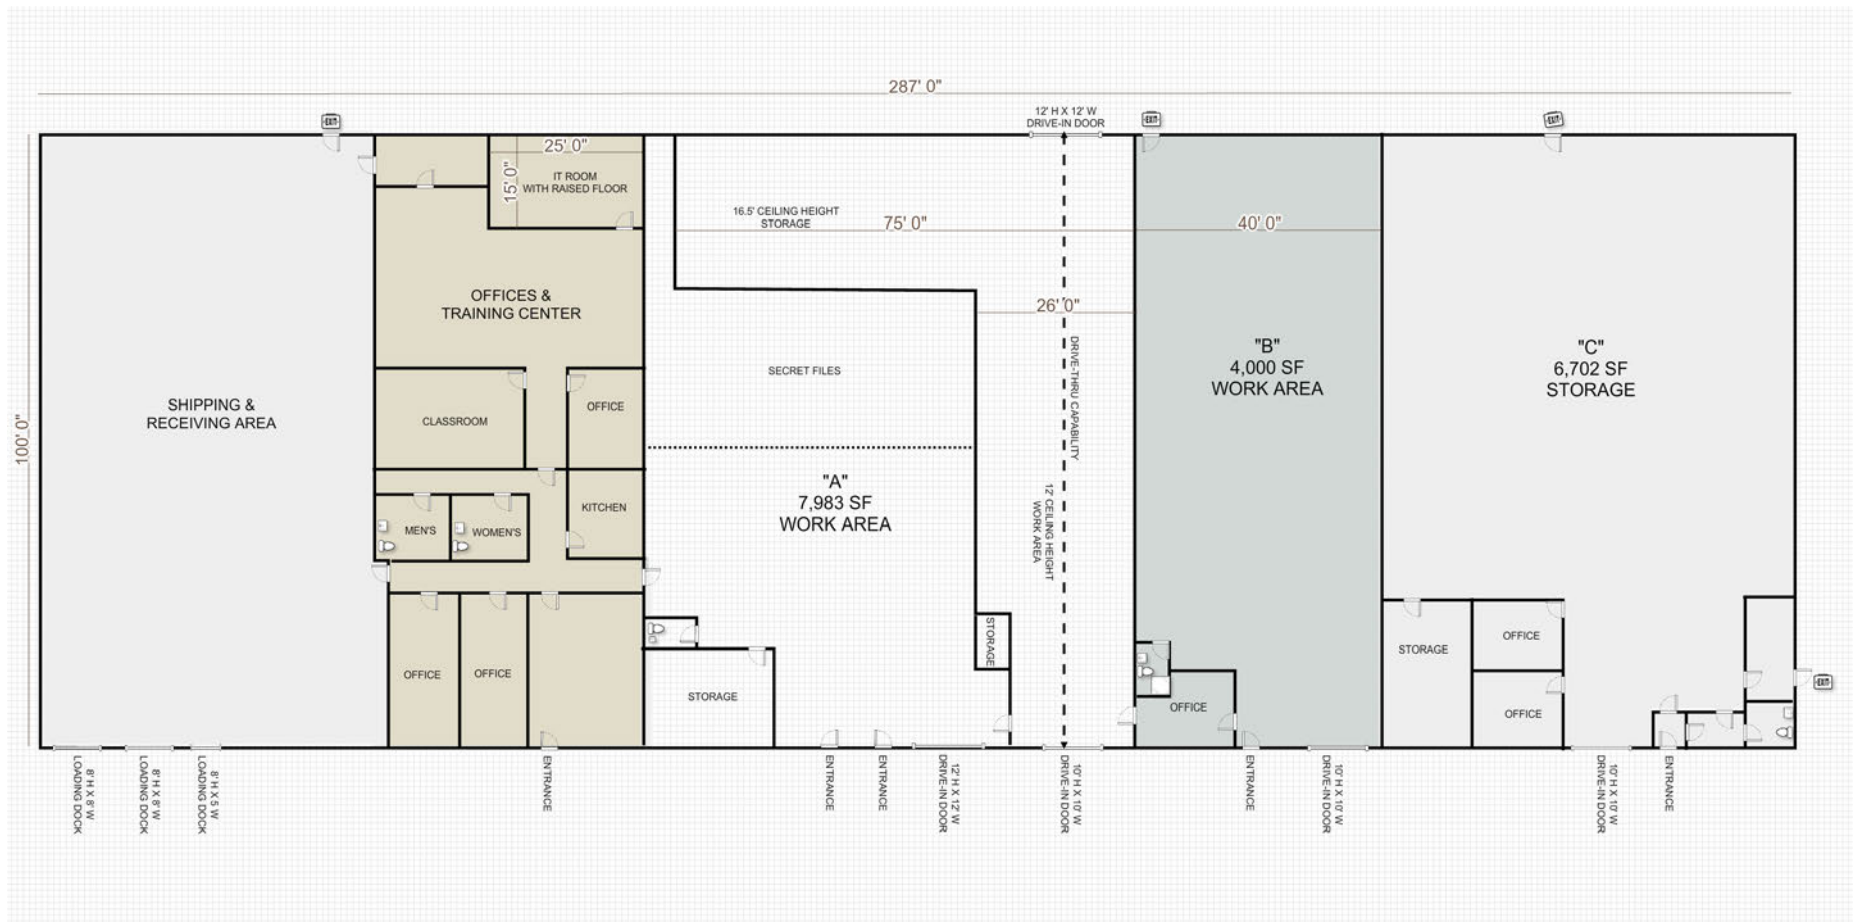 287' 0"
12' H X 12' W
DRIVE-IN DOOR
EXIT
EXIT
EXIT
25' 0"
15' 0"
IT ROOM
WITH RAISED FLOOR
16.5' CEILING HEIGHT
STORAGE
75' 0"
40' 0"
OFFICES &
TRAINING CENTER
26' 0"
DRIVE-THRU CAPABILITY
"B"
4,000 SF
WORK AREA
"C"
6,702 SF
STORAGE
SECRET FILES
100' 0"
SHIPPING &
RECEIVING AREA
CLASSROOM
OFFICE
"A"
7,983 SF
WORK AREA
12' CEILING HEIGHT
WORK AREA
KITCHEN
MEN'S
WOMEN'S
STORAGE
STORAGE
OFFICE
OFFICE
OFFICE
STORAGE
OFFICE
OFFICE
EXIT
8' H X 8' W
LOADING DOCK
8' H X 8' W
LOADING DOCK
8' H X 5' W
LOADING DOCK
ENTRANCE
ENTRANCE
ENTRANCE
12' H X 12' W
DRIVE-IN DOOR
10' H X 10' W
DRIVE-IN DOOR
ENTRANCE
10' H X 10' W
DRIVE-IN DOOR
10' H X 10' W
DRIVE-IN DOOR
ENTRANCE